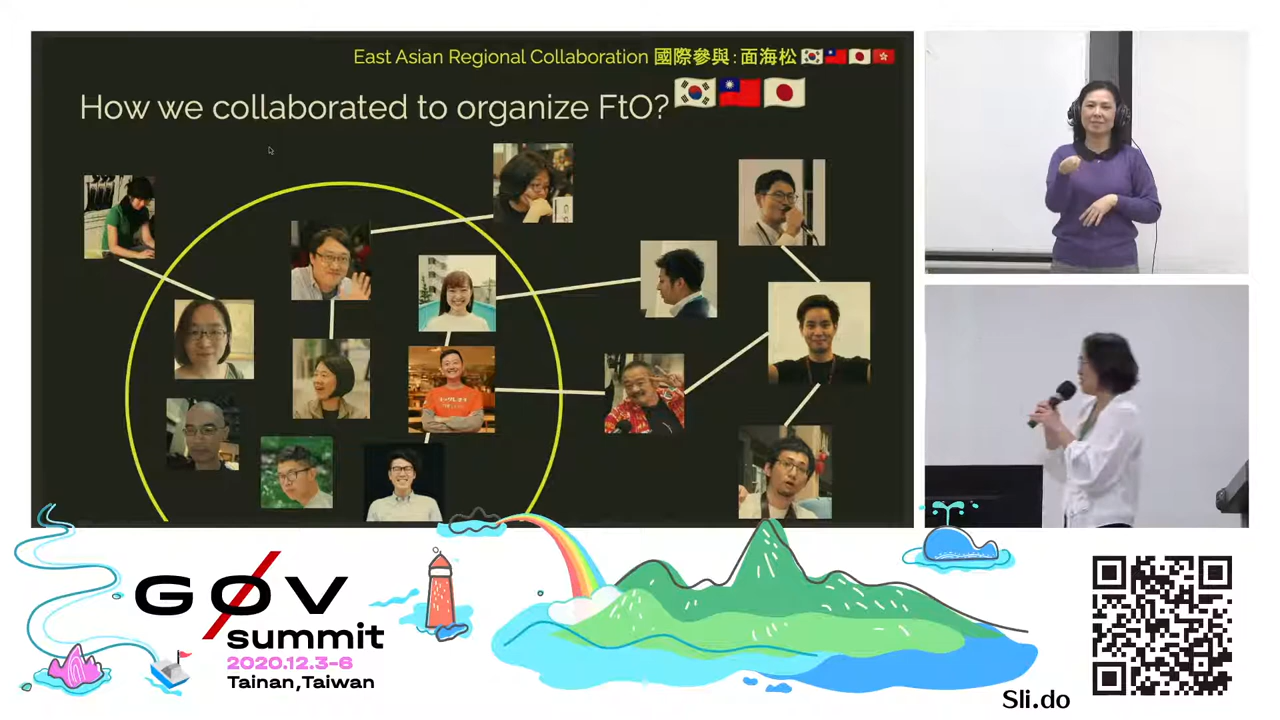 East Asian Regional Collaboration 國際參與：面海松
How we collaborated to organize FtO?
GØV
summit
2020.12.3-6
Tainan,Taiwan
Sli.do